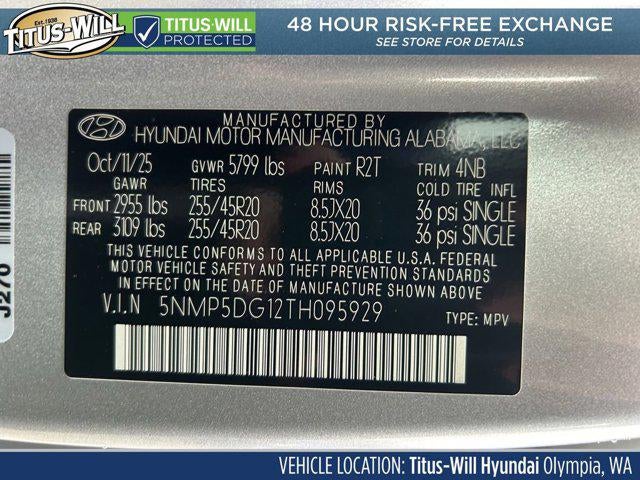 Est. 1938
TITUS-WILL
TITUS-WILL
PROTECTED
48 HOUR RISK-FREE EXCHANGE
SEE STORE FOR DETAILS
MANUFACTURED BY
HYUNDAI MOTOR MANUFACTURING ALABAMA, LLC
Oct/11/25 GVWR 5799 lbs PAINT R2T TRIM 4NB
GAWR TIRES RIMS COLD TIRE INFL
FRONT 2955 lbs 255/45R20 8.5JX20 36 psi SINGLE
REAR 3109 lbs 255/45R20 8.5JX20 36 psi SINGLE
THIS VEHICLE CONFORMS TO ALL APPLICABLE U.S.A. FEDERAL
MOTOR VEHICLE SAFETY AND THEFT PREVENTION STANDARDS
IN EFFECT ON THE DATE OF MANUFACTURE SHOWN ABOVE.
V.I.N 5NMP5DG12TH095929 TYPE: MPV
J270
VEHICLE LOCATION: Titus-Will Hyundai Olympia, WA